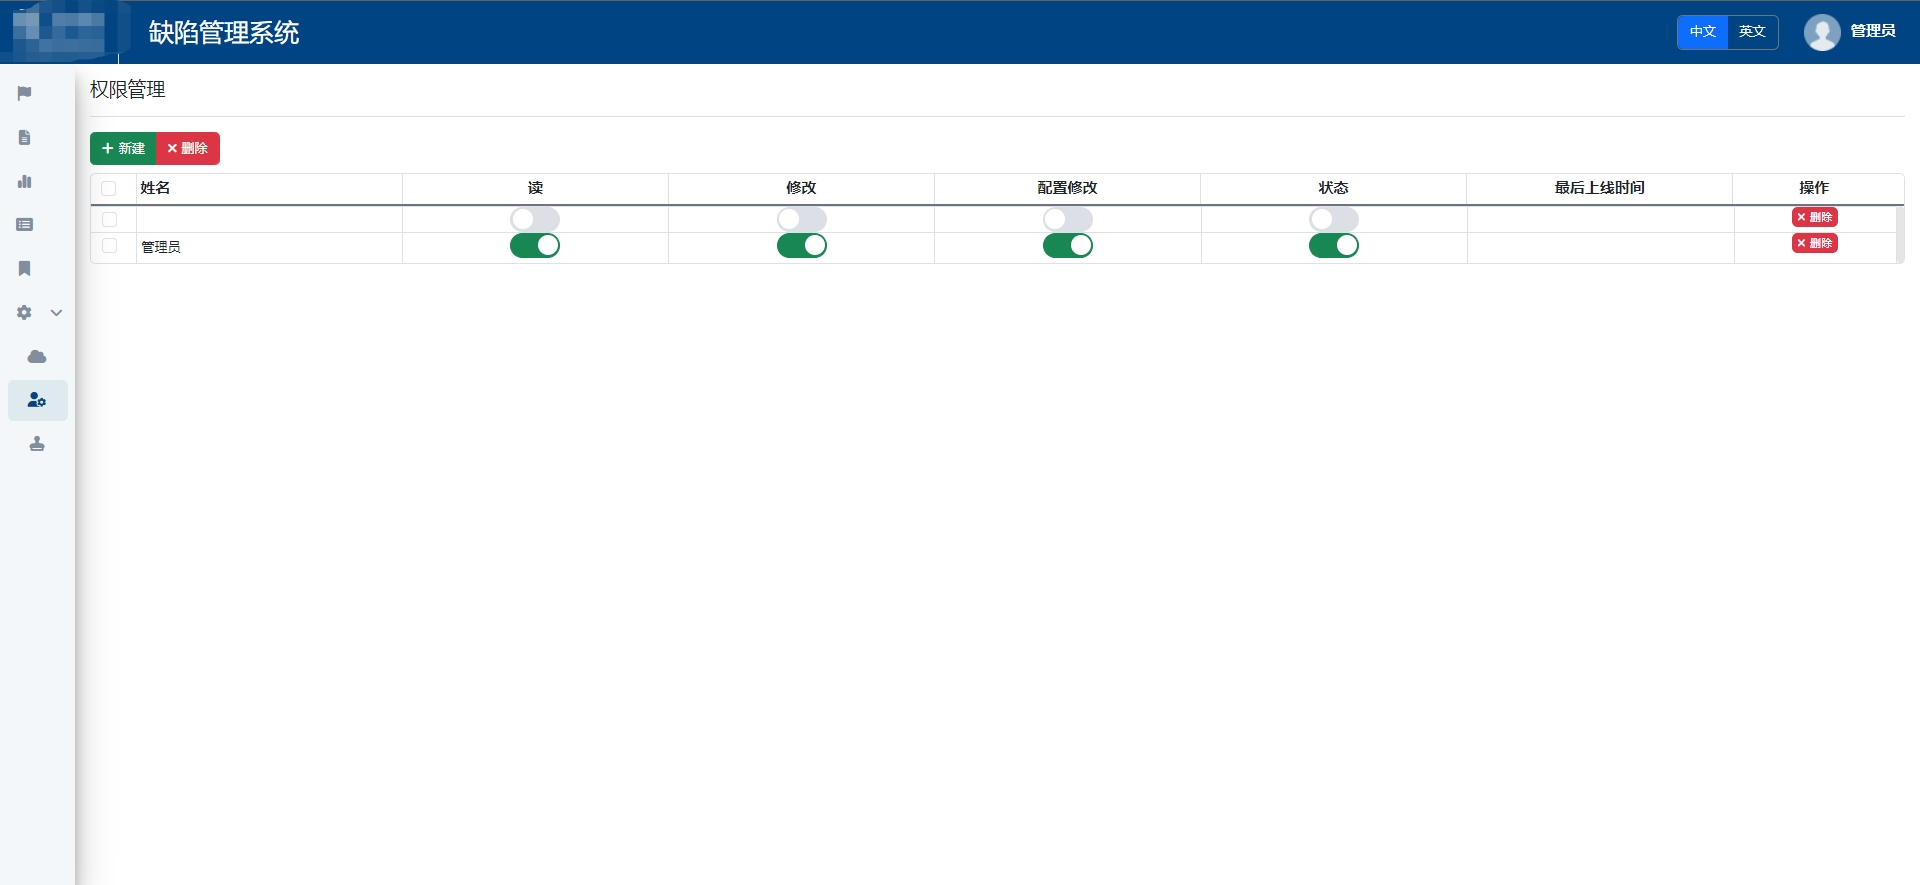 缺陷管理系统
中文 英文
管理员
权限管理
新建 删除
姓名 读 修改 配置修改 状态 最后上线时间 操作
删除
管理员 删除